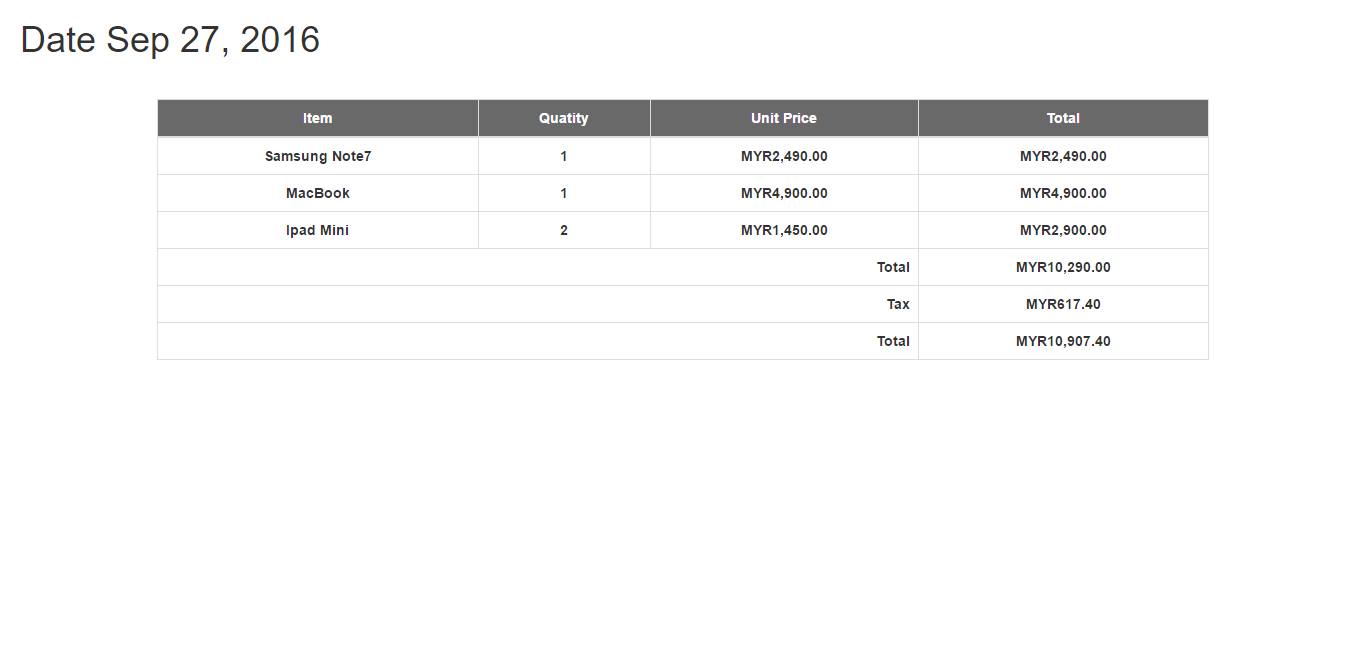 Date Sep 27, 2016
Item Quatity Unit Price Total
Samsung Note7 1 MYR2,490.00 MYR2,490.00
MacBook 1 MYR4,900.00 MYR4,900.00
Ipad Mini 2 MYR1,450.00 MYR2,900.00
Total MYR10,290.00
Tax MYR617.40
Total MYR10,907.40